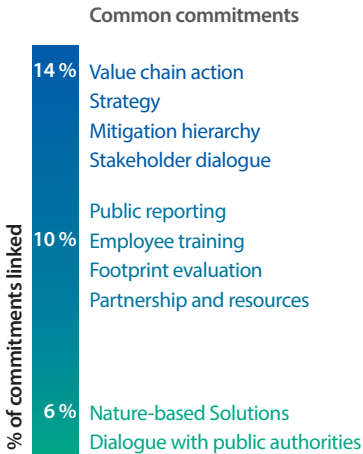 Common commitments
14 % Value chain action
Strategy
Mitigation hierarchy
Stakeholder dialogue
Public reporting
10 % Employee training
Footprint evaluation
Partnership and resources
6 % Nature-based Solutions
Dialogue with public authorities
% of commitments linked